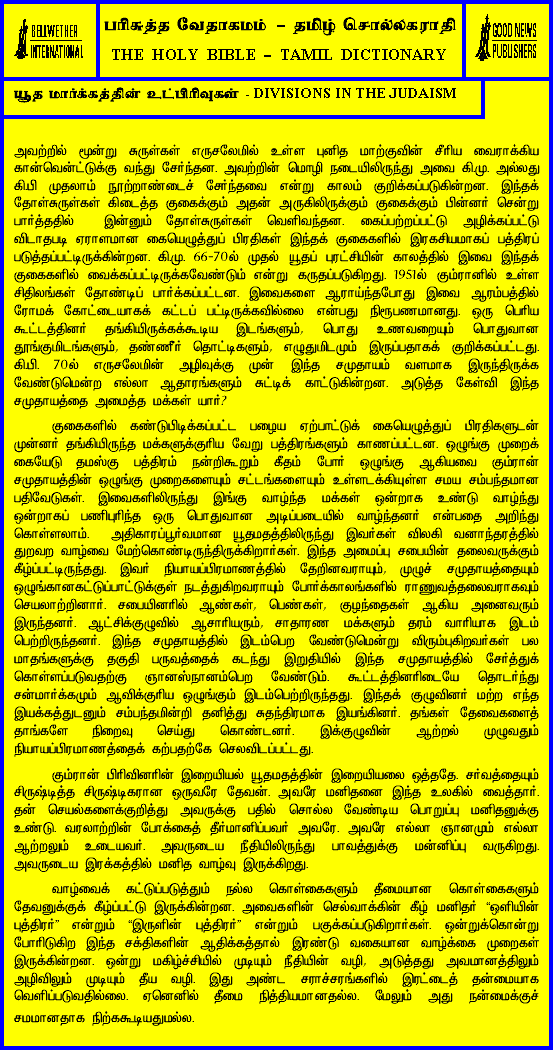 BELLWETHER
INTERNATIONAL
பரிசுத்த வேதாகமம் – தமிழ் சொல்லகராதி
THE HOLY BIBLE – TAMIL DICTIONARY
GOOD NEWS
PUBLISHERS
யூத மார்க்கத்தின் உட்பிரிவுகள் - DIVISIONS IN THE JUDAISM
அவற்றில் மூன்று சுருள்கள் எருசலேமில் உள்ள புனித மாற்குவின் சீரிய வைராக்கிய
கான்வென்ட்டுக்கு வந்து சேர்ந்தன. அவற்றின் மொழி நடையிலிருந்து அவை கி.மு. அல்லது
கி.பி முதலாம் நூற்றாண்டைச் சேர்ந்தவை என்று காலம் குறிக்கப்படுகின்றன. இந்தக்
தோள்சுருள்கள் கிடைத்த குகைக்கும் அதன் அருகிலிருக்கும் குகைக்கும் பின்னர் சென்று
பார்த்ததில் இன்னும் தோள்சுருள்கள் வெளிவந்தன. கைப்பற்றப்பட்டு அழிக்கப்பட்டு
விடாதபடி ஏராளமான கையெழுத்துப் பிரதிகள் இந்தக் குகைகளில் இரகசியமாகப் பத்திரப்
படுத்தப்பட்டிருக்கின்றன. கி.மு. 66-70ல் முதல் யூதப் புரட்சியின் காலத்தில் இவை இந்தக்
குகைகளில் வைக்கப்பட்டிருக்கவேண்டும் என்று கருதப்படுகிறது. 1951ல் கும்ரானில் உள்ள
சிதிலங்கள் தோண்டிப் பார்க்கப்பட்டன. இவைகளை ஆராய்ந்தபோது இவை ஆரம்பத்தில்
ரோமக் கோட்டையாகக் கட்டப் பட்டிருக்கவில்லை என்பது நிரூபணமானது. ஒரு பெரிய
கூட்டத்தினர் தங்கியிருக்கக்கூடிய இடங்களும், பொது உணவறையும் பொதுவான
தூங்குமிடங்களும், தண்ணீர் தொட்டிகளும், எழுதுமிடமும் இருப்பதாகக் குறிக்கப்பட்டது.
கி.பி. 70ல் எருசலேமின் அழிவுக்கு முன் இந்த சமுதாயம் வளமாக இருந்திருக்க
வேண்டுமென்ற எல்லா ஆதாரங்களும் சுட்டிக் காட்டுகின்றன. அடுத்த கேள்வி இந்த
சமுதாயத்தை அமைத்த மக்கள் யார்?
குகைகளில் கண்டுபிடிக்கப்பட்ட பழைய ஏற்பாட்டுக் கையெழுத்துப் பிரதிகளுடன்
முன்னர் தங்கியிருந்த மக்களுக்குரிய வேறு பத்திரங்களும் காணப்பட்டன. ஒழுங்கு முறைக்
கையேடு தமஸ்கு பத்திரம் நன்றிகூறும் கீதம் போர் ஒழுங்கு ஆகியவை கும்ரான்
சமுதாயத்தின் ஒழுங்கு முறைகளையும் சட்டங்களையும் உள்ளடக்கியுள்ள சமய சம்பந்தமான
பதிவேடுகள். இவைகளிலிருந்து இங்கு வாழ்ந்த மக்கள் ஒன்றாக உண்டு வாழ்ந்து
ஒன்றாகப் பணிபுரிந்த ஒரு பொதுவான அடிப்படையில் வாழ்ந்தனர் என்பதை அறிந்து
கொள்ளலாம். அதிகாரப்பூர்வமான யூதமதத்திலிருந்து இவர்கள் விலகி வனாந்தரத்தில்
துறவற வாழ்வை மேற்கொண்டிருந்திருக்கிறார்கள். இந்த அமைப்பு சபையின் தலைவருக்கும்
கீழ்ப்பட்டிருந்தது. இவர் நியாயப்பிரமாணத்தில் தேறினவராயும், முழுச் சமுதாயத்தையும்
ஒழுங்கானகட்டுப்பாட்டுக்குள் நடத்துகிறவராயும் போர்க்காலங்களில் ராணுவத்தலைவராகவும்
செயலாற்றினார். சபையினரில் ஆண்கள், பெண்கள், குழந்தைகள் ஆகிய அனைவரும்
இருந்தனர். ஆட்சிக்குழுவில் ஆசாரியரும், சாதாரண மக்களும் தரம் வாரியாக இடம்
பெற்றிருந்தனர். இந்த சமுதாயத்தில் இடம்பெற வேண்டுமென்று விரும்புகிறவர்கள் பல
மாதங்களுக்கு தகுதி பருவத்தைக் கடந்து இறுதியில் இந்த சமுதாயத்தில் சேர்த்துக்
கொள்ளப்படுவதற்கு ஞானஸ்நானம்பெற வேண்டும். கூட்டத்தினரிடையே தொடர்ந்து
சன்மார்க்கமும் ஆவிக்குரிய ஒழுங்கும் இடம்பெற்றிருந்தது. இந்தக் குழுவினர் மற்ற எந்த
இயக்கத்துடனும் சம்பந்தமின்றி தனித்து சுதந்திரமாக இயங்கினர். தங்கள் தேவைகளைத்
தாங்களே நிறைவு செய்து கொண்டனர். இக்குழுவின் ஆற்றல் முழுவதும்
நியாயப்பிரமாணத்தைக் கற்பதற்கே செலவிடப்பட்டது.
கும்ரான் பிரிவினரின் இறையியல் யூதமதத்தின் இறையியலை ஒத்ததே. சர்வத்தையும்
சிருஷ்டித்த சிருஷ்டிகரான ஒருவரே தேவன். அவரே மனிதனை இந்த உலகில் வைத்தார்.
தன் செயல்களைக்குறித்து அவருக்கு பதில் சொல்ல வேண்டிய பொறுப்பு மனிதனுக்கு
உண்டு. வரலாற்றின் போக்கைத் தீர்மானிப்பவர் அவரே. அவரே எல்லா ஞானமும் எல்லா
ஆற்றலும் உடையவர். அவருடைய நீதியிலிருந்து பாவத்துக்கு மன்னிப்பு வருகிறது.
அவருடைய இரக்கத்தில் மனித வாழ்வு இருக்கிறது.
வாழ்வைக் கட்டுப்படுத்தும் நல்ல கொள்கைகளும் தீமையான கொள்கைகளும்
தேவனுக்குக் கீழ்ப்பட்டு இருக்கின்றன. அவைகளின் செல்வாக்கின் கீழ் மனிதர் “ஒளியின்
புத்திரர்” என்றும் “இருளின் புத்திரர்” என்றும் பகுக்கப்படுகிறார்கள். ஒன்றுக்கொன்று
போரிடுகிற இந்த சக்திகளின் ஆதிக்கத்தால் இரண்டு வகையான வாழ்க்கை முறைகள்
இருக்கின்றன. ஒன்று மகிழ்ச்சியில் முடியும் நீதியின் வழி, அடுத்தது அவமானத்திலும்
அழிவிலும் முடியும் தீய வழி. இது அண்ட சராச்சரங்களில் இரட்டைத் தன்மையாக
வெளிப்படுவதில்லை. ஏனெனில் தீமை நித்தியமானதல்ல. மேலும் அது நன்மைக்குச்
சமமானதாக நிற்ககூடியதுமல்ல.